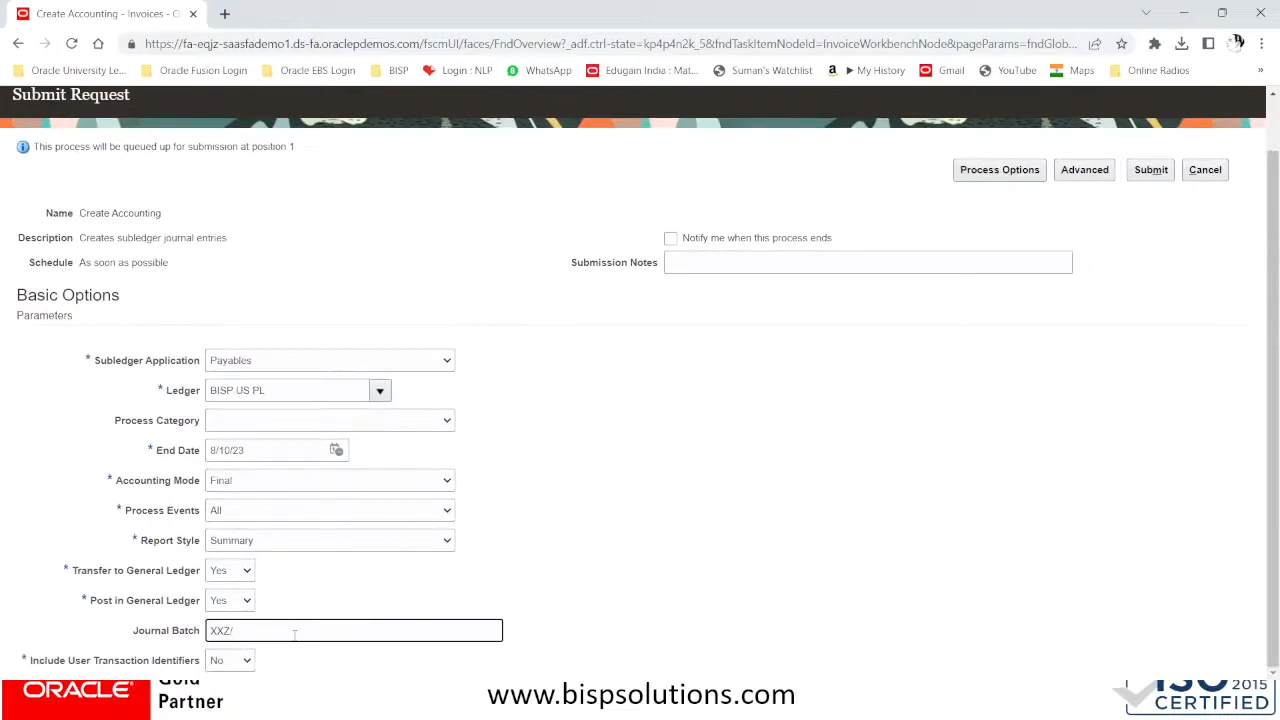 Create Accounting - Invoices - O
https://fa-eqjz-saasfademo1.ds-fa.oraclepdemos.com/fscmUI/faces/FndOverview?_adf.ctrl-state=kp4p4n2k_5&fndTaskItemNodeId=InvoiceWorkbenchNode&pageParams=fndGlob...
Oracle University Le... Oracle Fusion Login Oracle EBS Login BISP Login : NLP WhatsApp Edugain India : Mat... Suman's Watchlist ▶ My History Gmail YouTube Maps Online Radios »
Submit Request
This process will be queued up for submission at position 1
Process Options Advanced Submit Cancel
Name Create Accounting
Description Creates subledger journal entries Notify me when this process ends
Schedule As soon as possible Submission Notes
Basic Options
Parameters
* Subledger Application Payables
* Ledger BISP US PL
Process Category
* End Date 8/10/23
* Accounting Mode Final
* Process Events All
* Report Style Summary
* Transfer to General Ledger Yes
* Post in General Ledger Yes
Journal Batch XXZ/
* Include User Transaction Identifiers No
ORACLE Gold Partner
www.bispsolutions.com
ISO 2015
CERTIFIED